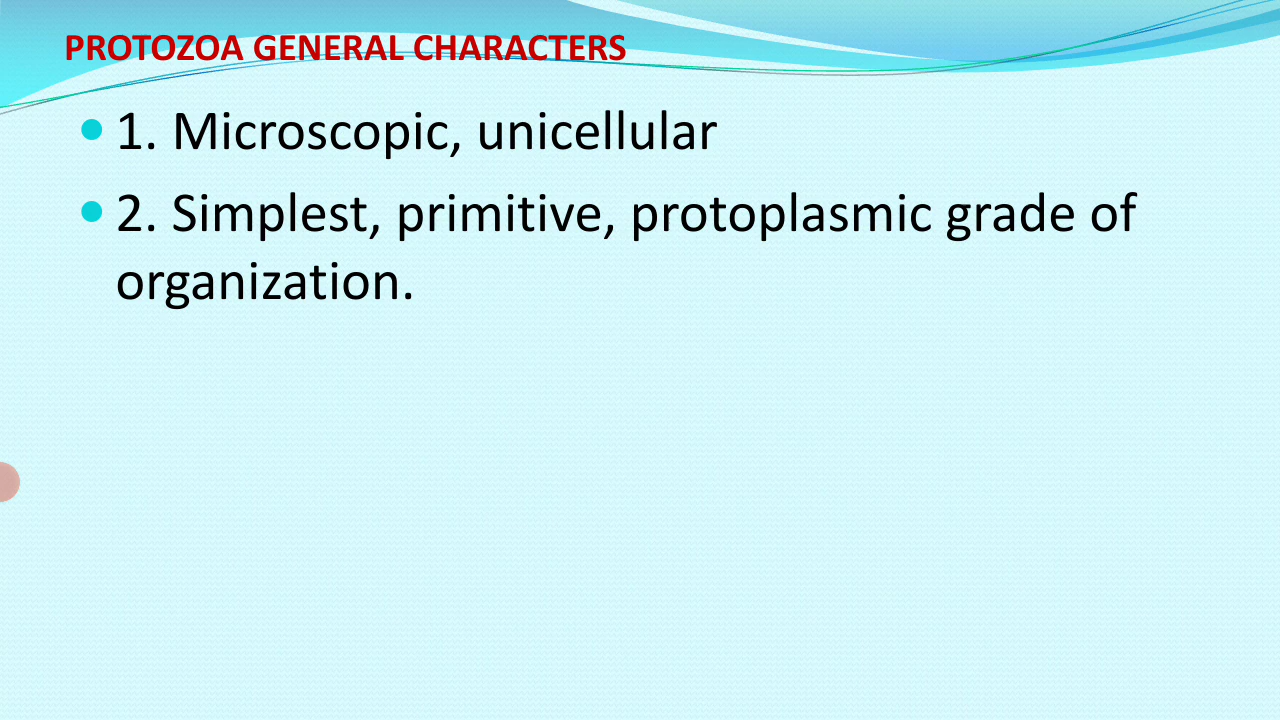 PROTOZOA GENERAL CHARACTERS
1. Microscopic, unicellular
2. Simplest, primitive, protoplasmic grade of
organization.